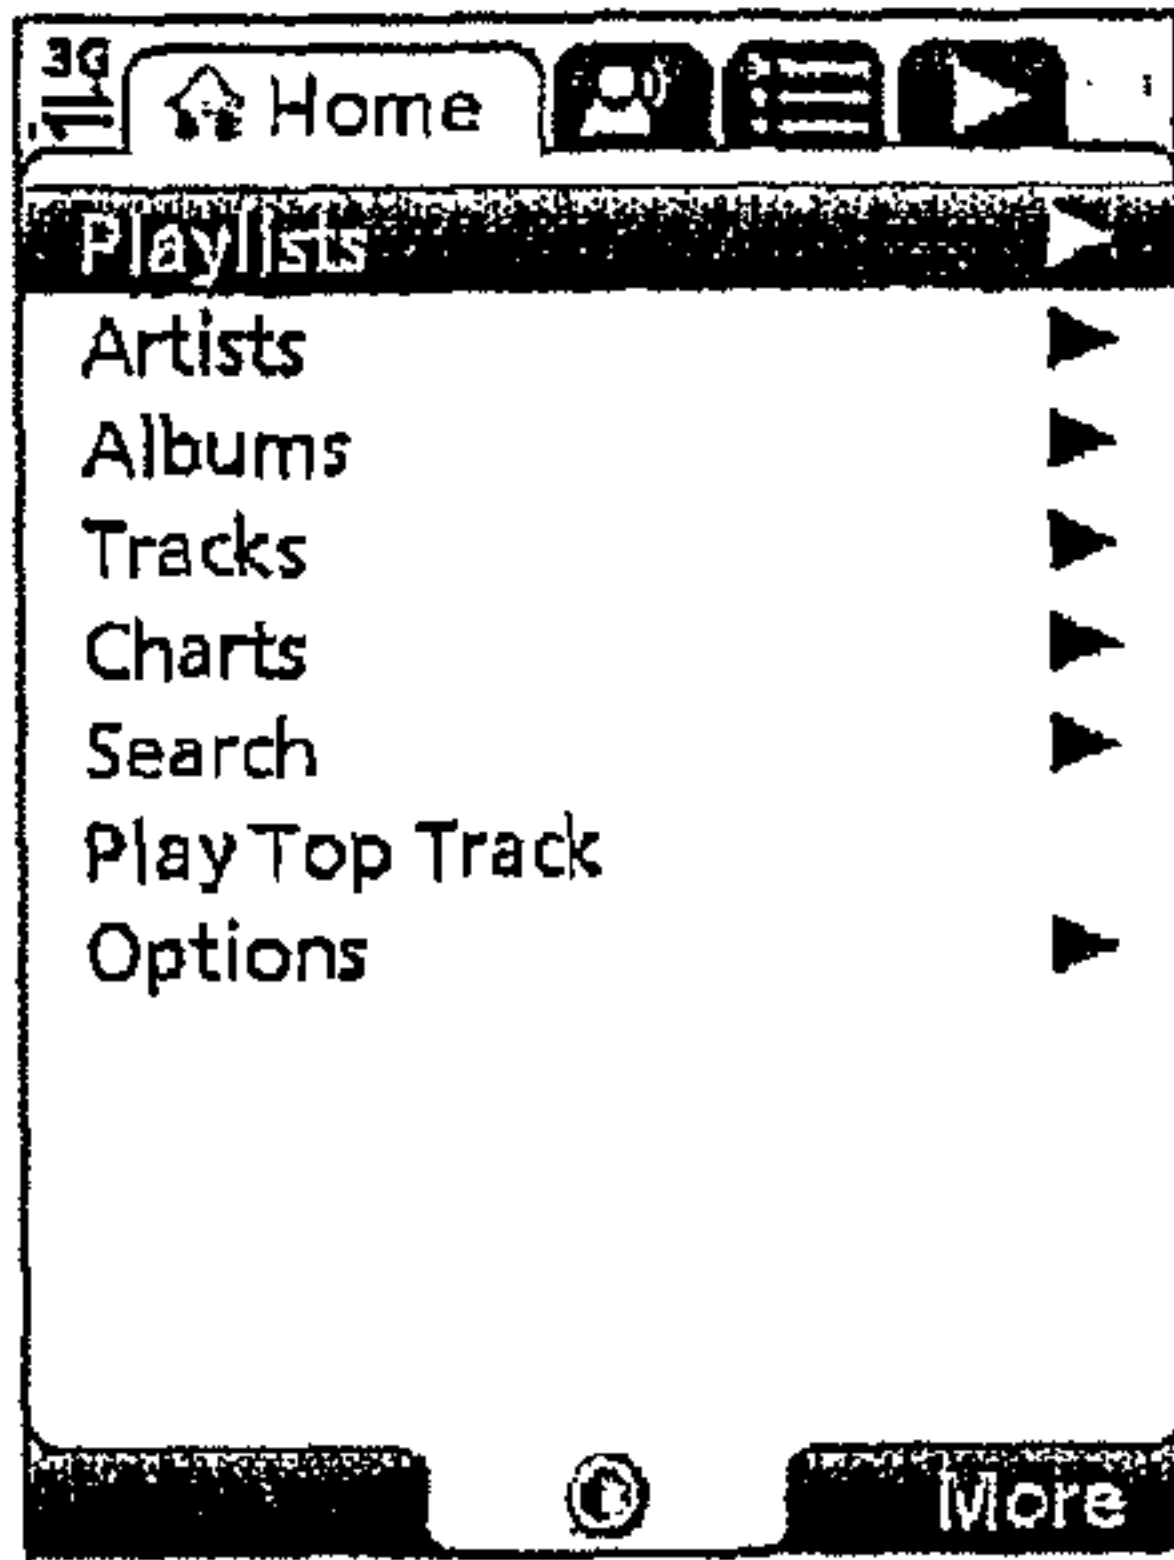 3G
Home
Playlists
Artists
Albums
Tracks
Charts
Search
Play Top Track
Options
More